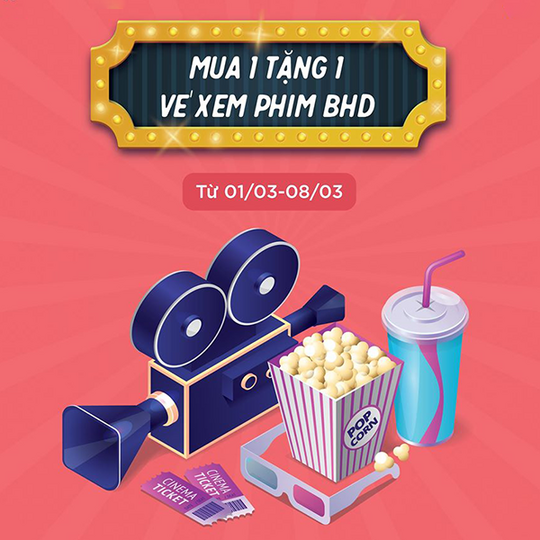 MUA 1 TẶNG 1
VÉ XEM PHIM BHD
Từ 01/03-08/03
POP
CORN
CINEMA
TICKET
CINEMA
TICKET